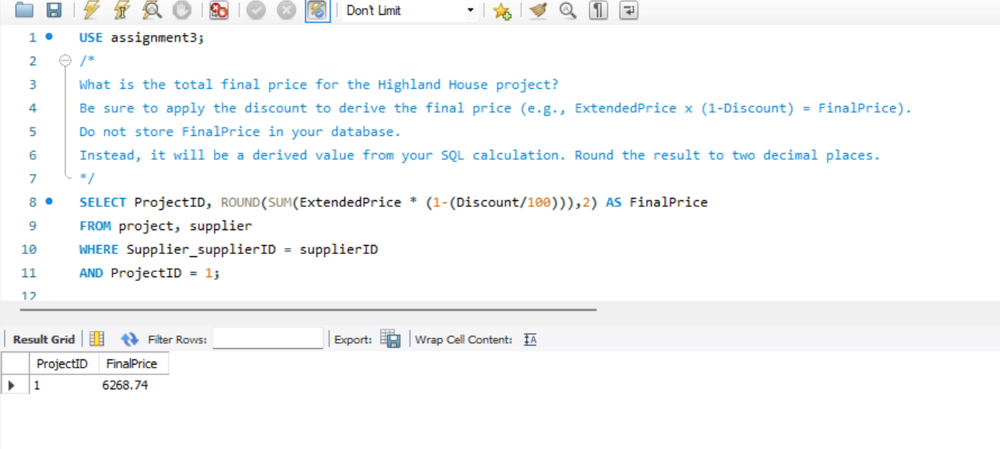 Don't Limit
1 USE assignment3;
2 /*
3 What is the total final price for the Highland House project?
4 Be sure to apply the discount to derive the final price (e.g., ExtendedPrice x (1-Discount) = FinalPrice).
5 Do not store FinalPrice in your database.
6 Instead, it will be a derived value from your SQL calculation. Round the result to two decimal places.
7 */
8 SELECT ProjectID, ROUND(SUM(ExtendedPrice * (1-(Discount/100))),2) AS FinalPrice
9 FROM project, supplier
10 WHERE Supplier_supplierID = supplierID
11 AND ProjectID = 1;
12
Result Grid Filter Rows: Export: Wrap Cell Content: IA
ProjectID FinalPrice
1 6268.74